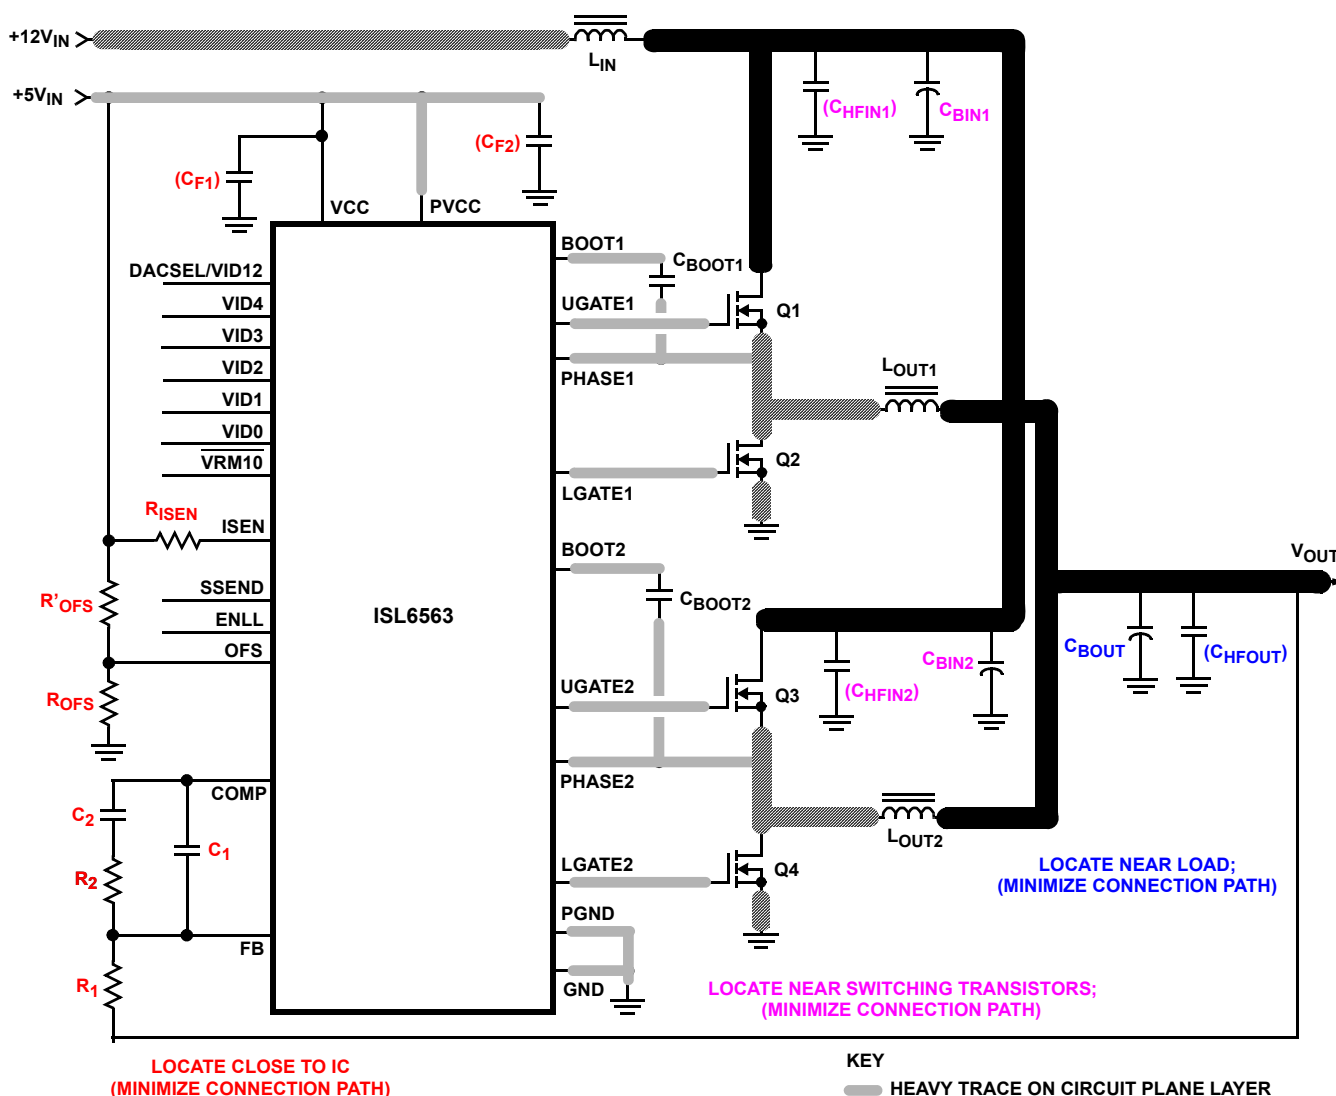 +12VIN
LIN
+5VIN
(CHFIN1)
CBIN1
(CF2)
(CF1)
VCC
PVCC
BOOT1
CBOOT1
DACSEL/VID12
VID4
UGATE1
Q1
VID3
VID2
PHASE1
LOUT1
VID1
VID0
VRM10
Q2
LGATE1
RISEN
ISEN
BOOT2
VOUT
SSEND
R'OFS
CBOOT2
ISL6563
ENLL
OFS
CBOUT
(CHFOUT)
CBIN2
UGATE2
Q3
(CHFIN2)
ROFS
PHASE2
COMP
C2
C1
LOUT2
LGATE2
Q4
R2
LOCATE NEAR LOAD;
(MINIMIZE CONNECTION PATH)
PGND
FB
R1
GND
LOCATE NEAR SWITCHING TRANSISTORS;
(MINIMIZE CONNECTION PATH)
LOCATE CLOSE TO IC
(MINIMIZE CONNECTION PATH)
KEY
HEAVY TRACE ON CIRCUIT PLANE LAYER